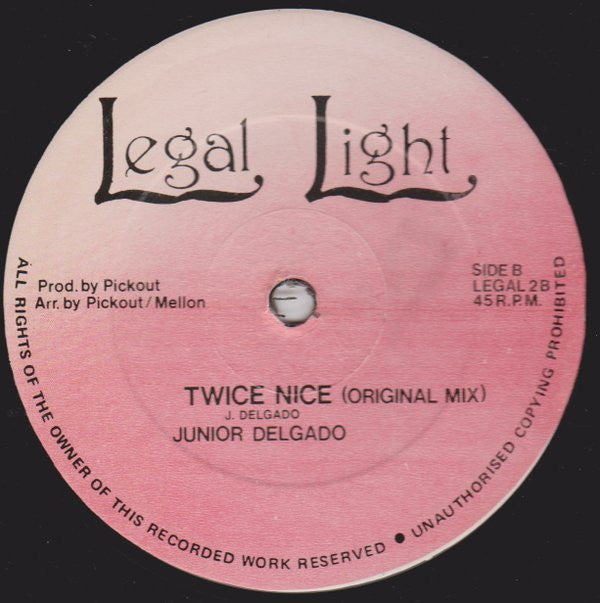 Legal Light
Prod. by Pickout
Arr. by Pickout / Mellon
SIDE B
LEGAL 2B
45 R.P.M.
TWICE NICE (ORIGINAL MIX)
J. DELGADO
JUNIOR DELGADO
ALL RIGHTS OF THE OWNER OF THIS RECORDED WORK RESERVED ● UNAUTHORISED COPYING PROHIBITED